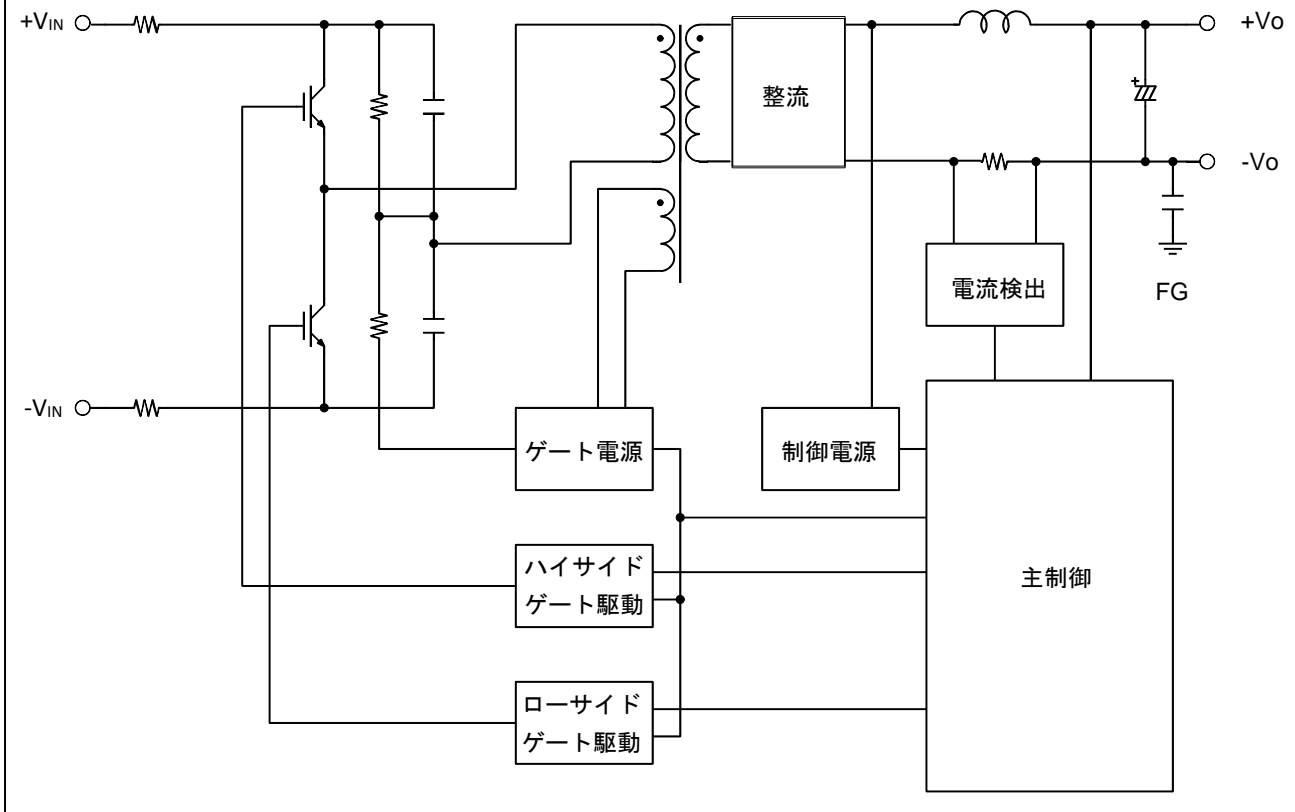 +VIN
+Vo
整流
-Vo
電流検出
FG
-VIN
ゲート電源
制御電源
ハイサイド
ゲート駆動
主制御
ローサイド
ゲート駆動